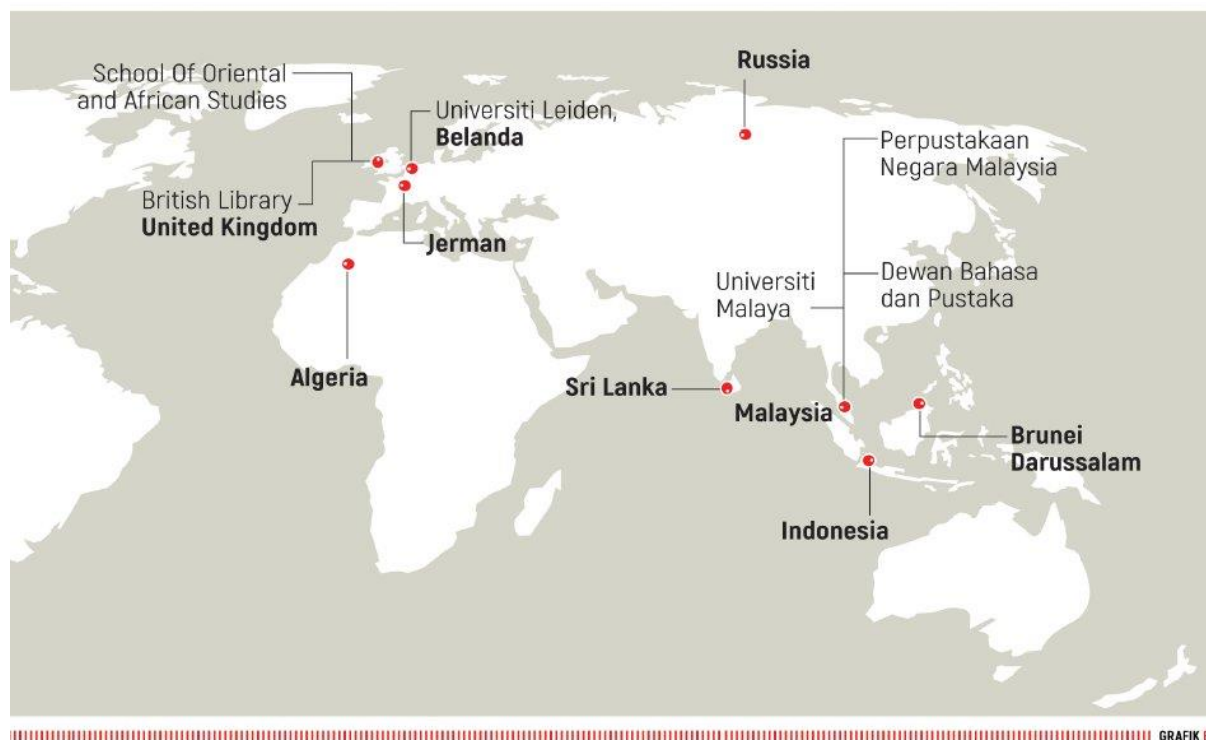 School Of Oriental
and African Studies
British Library
United Kingdom
Universiti Leiden,
Belanda
Jerman
Algeria
Russia
Perpustakaan
Negara Malaysia
Universiti
Malaya
Dewan Bahasa
dan Pustaka
Sri Lanka
Malaysia
Brunei
Darussalam
Indonesia
GRAFIK